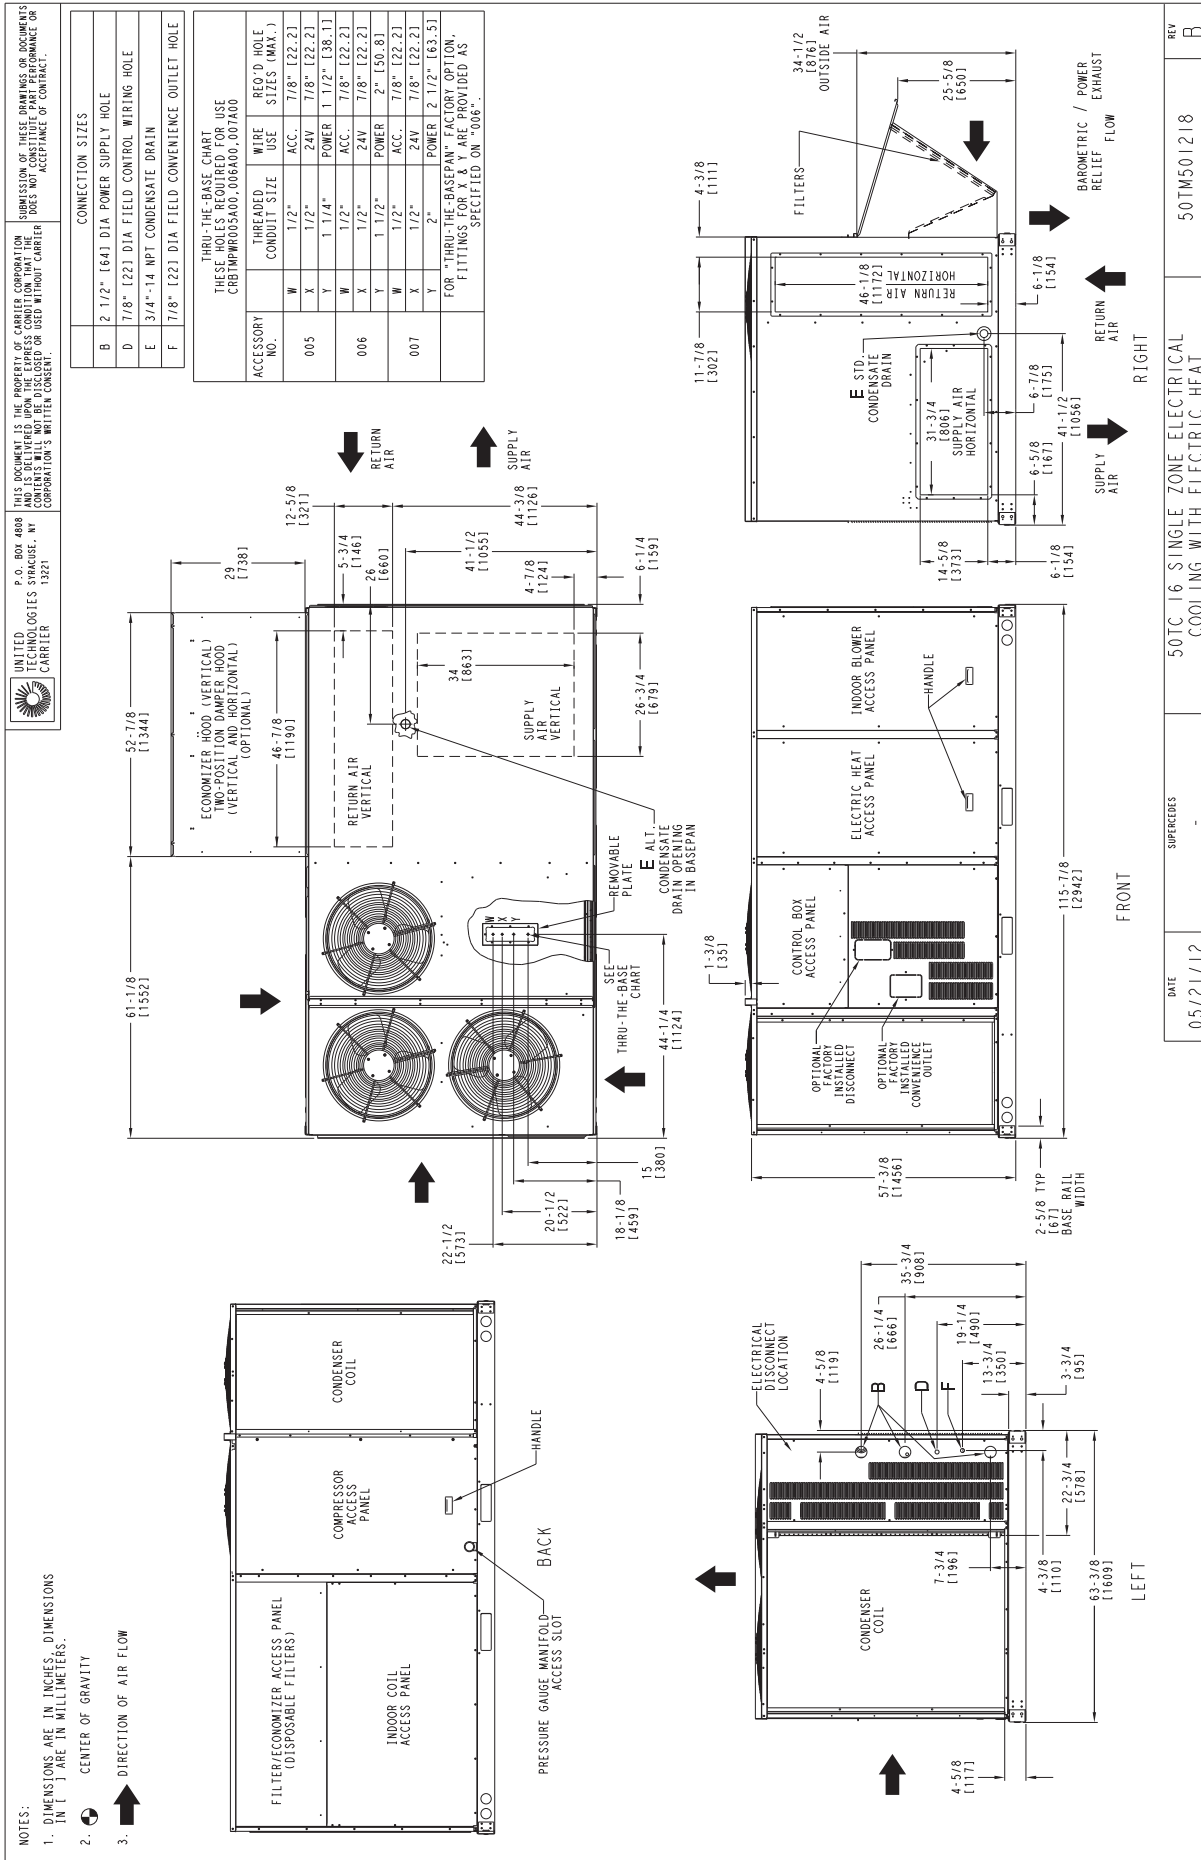 NOTES:
1. DIMENSIONS ARE IN INCHES, DIMENSIONS
IN [ ] ARE IN MILLIMETERS.
2. CENTER OF GRAVITY
3. DIRECTION OF AIR FLOW
UNITED
TECHNOLOGIES
CARRIER
P.O. BOX 4808
SYRACUSE, NY
13221
THIS DOCUMENT IS THE PROPERTY OF CARRIER CORPORATION
AND IS DELIVERED UPON THE EXPRESS CONDITION THAT THE
CONTENTS WILL NOT BE DISCLOSED OR USED WITHOUT CARRIER
CORPORATION'S WRITTEN CONSENT.
SUBMISSION OF THESE DRAWINGS OR DOCUMENTS
DOES NOT CONSTITUTE PART PERFORMANCE OR
ACCEPTANCE OF CONTRACT.
CONNECTION SIZES
B 2 1/2" [64] DIA POWER SUPPLY HOLE
D 7/8" [22] DIA FIELD CONTROL WIRING HOLE
E 3/4"-14 NPT CONDENSATE DRAIN
F 7/8" [22] DIA FIELD CONVENIENCE OUTLET HOLE
THRU-THE-BASE CHART
THESE HOLES REQUIRED FOR USE
CRBTMPWR005A00,006A00,007A00
ACCESSORY NO. THREADED CONDUIT SIZE WIRE USE REQ'D HOLE SIZES (MAX.)
005 W 1/2" ACC. 7/8" [22.2]
X 1/2" 24V 7/8" [22.2]
Y 1 1/4" POWER 1 1/2" [38.1]
006 W 1/2" ACC. 7/8" [22.2]
X 1/2" 24V 7/8" [22.2]
Y 1 1/2" POWER 2" [50.8]
007 W 1/2" ACC. 7/8" [22.2]
X 1/2" 24V 7/8" [22.2]
Y 2" POWER 2 1/2" [63.5]
FOR "THRU-THE-BASEPAN" FACTORY OPTION,
FITTINGS FOR X & Y ARE PROVIDED AS
SPECIFIED ON "006".
FILTER/ECONOMIZER ACCESS PANEL
(DISPOSABLE FILTERS)
INDOOR COIL
ACCESS PANEL
COMPRESSOR
ACCESS
PANEL
CONDENSER
COIL
HANDLE
PRESSURE GAUGE MANIFOLD
ACCESS SLOT
BACK
61-1/8
[1552]
52-7/8
[1344]
29
[738]
ECONOMIZER HOOD (VERTICAL)
TWO-POSITION DAMPER HOOD
(VERTICAL AND HORIZONTAL)
(OPTIONAL)
46-7/8
[1190]
RETURN AIR
VERTICAL
SUPPLY
AIR
VERTICAL
34
[863]
26-3/4
[679]
12-5/8
[321]
5-3/4
[146]
26
[660]
41-1/2
[1055]
44-3/8
[1126]
4-7/8
[124]
6-1/4
[159]
RETURN
AIR
SUPPLY
AIR
W
X
Y
REMOVABLE
PLATE
E ALT.
CONDENSATE
DRAIN OPENING
IN BASEPAN
SEE
THRU-THE-BASE
CHART
44-1/4
[1124]
22-1/2
[573]
20-1/2
[522]
18-1/8
[459]
15
[380]
ELECTRICAL
DISCONNECT
LOCATION
4-5/8
[119]
35-3/4
[908]
26-1/4
[666]
19-1/4
[490]
13-3/4
[350]
3-3/4
[95]
B
D
F
CONDENSER
COIL
7-3/4
[196]
4-3/8
[110]
22-3/4
[578]
63-3/8
[1609]
4-5/8
[117]
LEFT
57-3/8
[1456]
2-5/8 TYP
[67]
BASE RAIL
WIDTH
OPTIONAL
FACTORY
INSTALLED
DISCONNECT
OPTIONAL
FACTORY
INSTALLED
CONVENIENCE
OUTLET
1-3/8
[35]
CONTROL BOX
ACCESS PANEL
ELECTRIC HEAT
ACCESS PANEL
INDOOR BLOWER
ACCESS PANEL
HANDLE
115-7/8
[2942]
FRONT
34-1/2
[876]
OUTSIDE AIR
25-5/8
[650]
FILTERS
4-3/8
[111]
11-7/8
[302]
46-1/8
[1172]
RETURN AIR
HORIZONTAL
E STD.
CONDENSATE
DRAIN
31-3/4
[806]
SUPPLY AIR
HORIZONTAL
14-5/8
[373]
6-1/8
[154]
6-5/8
[167]
6-7/8
[175]
41-1/2
[1056]
6-1/8
[154]
SUPPLY
AIR
RETURN
AIR
BAROMETRIC / POWER
RELIEF EXHAUST
FLOW
RIGHT
DATE
05/21/12
SUPERCEDES
-
50TC 16 SINGLE ZONE ELECTRICAL
COOLING WITH ELECTRIC HEAT
50TM501218
REV
B